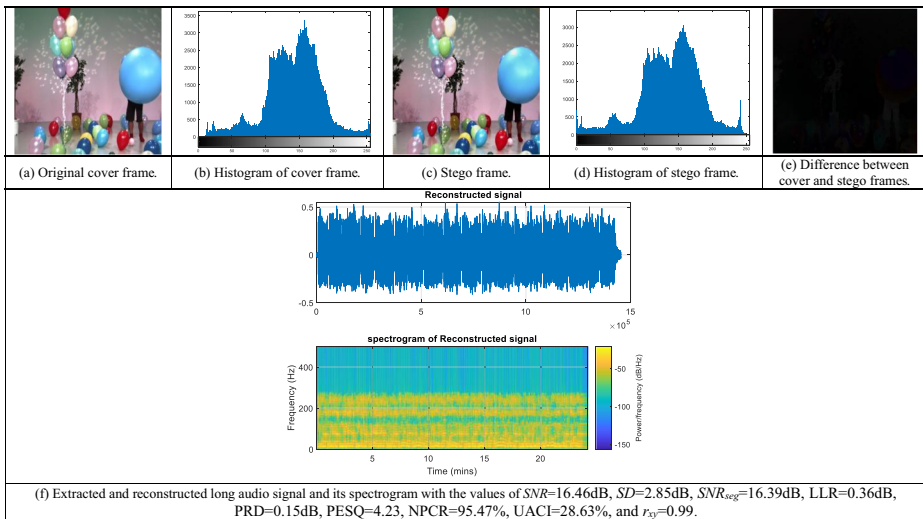 3500
3000
2500
2000
1500
1000
500
0
0 50 100 150 200 250
3500
3000
2500
2000
1500
1000
500
0
0 50 100 150 200 250
(a) Original cover frame.
(b) Histogram of cover frame.
(c) Stego frame.
(d) Histogram of stego frame.
(e) Difference between
cover and stego frames.
Reconstructed signal
0.5
0
-0.5
0 5 10 15
×10⁵
spectrogram of Reconstructed signal
Frequency (Hz)
400
200
0
5 10 15 20
Time (mins)
-50
-100
-150
Power/frequency (dB/Hz)
(f) Extracted and reconstructed long audio signal and its spectrogram with the values of SNR=16.46dB, SD=2.85dB, SNRseg=16.39dB, LLR=0.36dB,
PRD=0.15dB, PESQ=4.23, NPCR=95.47%, UACI=28.63%, and rxy=0.99.